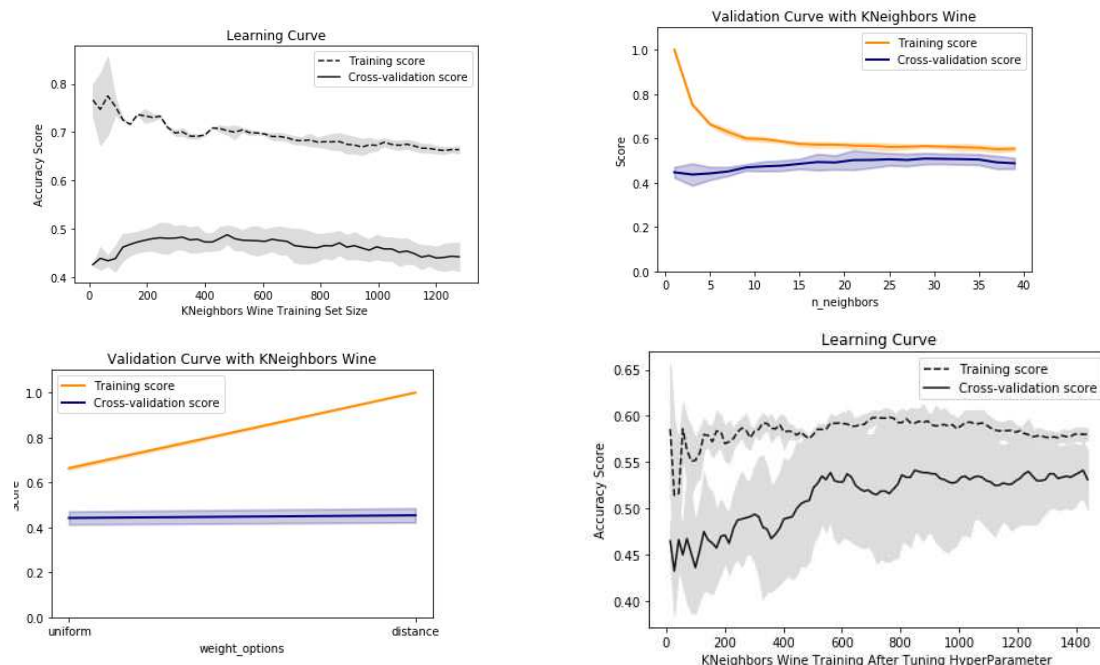 Learning Curve
Training score
Cross-validation score
0.8
0.7
0.6
0.5
0.4
Accuracy Score
0 200 400 600 800 1000 1200
KNeighbors Wine Training Set Size
Validation Curve with KNeighbors Wine
Training score
Cross-validation score
1.0
0.8
0.6
0.4
0.2
0.0
Score
0 5 10 15 20 25 30 35 40
n_neighbors
Validation Curve with KNeighbors Wine
Training score
Cross-validation score
1.0
0.8
0.6
0.4
0.2
0.0
uniform distance
weight_options
Learning Curve
Training score
Cross-validation score
0.65
0.60
0.55
0.50
0.45
0.40
Accuracy Score
0 200 400 600 800 1000 1200 1400
KNeighbors Wine Training After Tuning HyperParameter